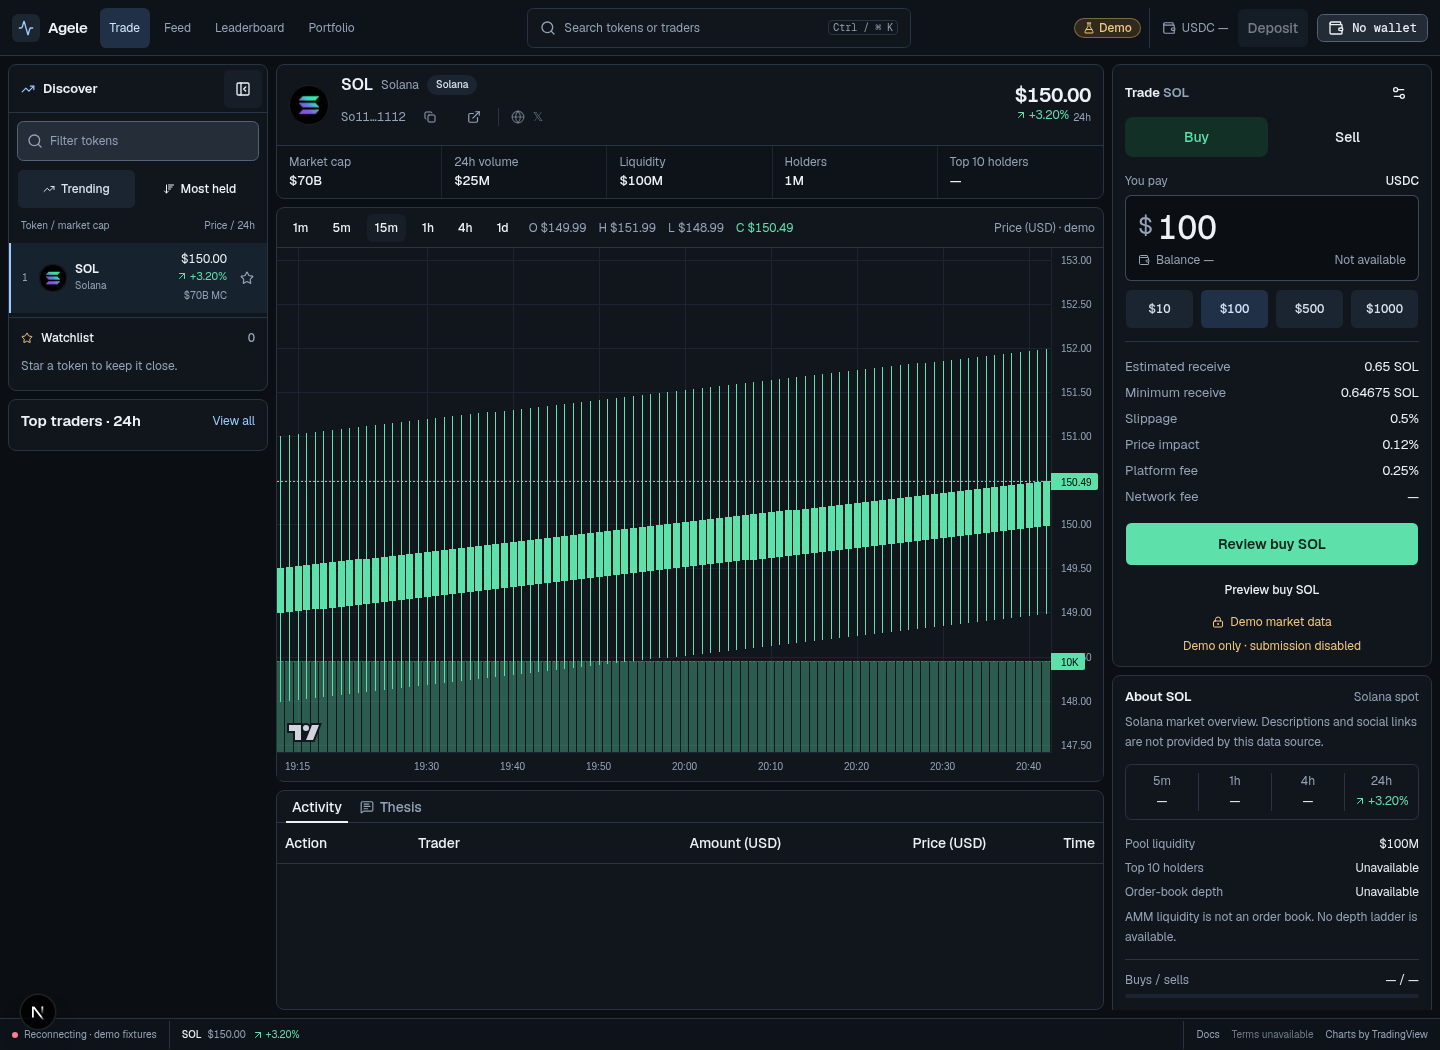 Agele
Trade
Feed
Leaderboard
Portfolio
Search tokens or traders
Ctrl / ⌘ K
Demo
USDC —
Deposit
No wallet
Discover
Filter tokens
Trending
Most held
Token / market cap
Price / 24h
1
SOL
Solana
$150.00
+3.20%
$70B MC
Watchlist
0
Star a token to keep it close.
Top traders · 24h
View all
SOL
Solana
Solana
So11…1112
𝕏
$150.00
+3.20% 24h
Market cap
$70B
24h volume
$25M
Liquidity
$100M
Holders
1M
Top 10 holders
—
1m
5m
15m
1h
4h
1d
O $149.99
H $151.99
L $148.99
C $150.49
Price (USD) · demo
153.00
152.50
152.00
151.50
151.00
150.49
150.00
149.50
149.00
10K
148.00
147.50
19:15
19:30
19:40
19:50
20:00
20:10
20:20
20:30
20:40
Activity
Thesis
Action
Trader
Amount (USD)
Price (USD)
Time
Trade SOL
Buy
Sell
You pay
USDC
$ 100
Balance —
Not available
$10
$100
$500
$1000
Estimated receive
0.65 SOL
Minimum receive
0.64675 SOL
Slippage
0.5%
Price impact
0.12%
Platform fee
0.25%
Network fee
—
Review buy SOL
Preview buy SOL
Demo market data
Demo only · submission disabled
About SOL
Solana spot
Solana market overview. Descriptions and social links
are not provided by this data source.
5m
—
1h
—
4h
—
24h
+3.20%
Pool liquidity
$100M
Top 10 holders
Unavailable
Order-book depth
Unavailable
AMM liquidity is not an order book. No depth ladder is
available.
Buys / sells
— / —
N
Reconnecting · demo fixtures
SOL $150.00 +3.20%
Docs
Terms unavailable
Charts by TradingView